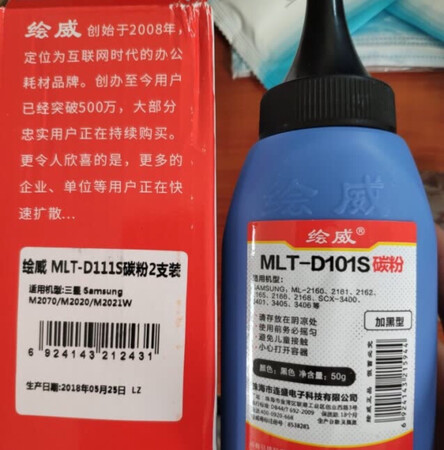 绘威 创始于2008年,
定位为互联网时代的办公
耗材品牌。创办至今用户
已经突破500万,大部分
忠实用户正在持续购买。
更令人欣喜的是,更多的
企业、单位等用户正在快
速扩散...
绘威 MLT-D111S碳粉2支装
适用机型:三星 Samsung
M2070/M2020/M2021W
6 924143 212431
生产日期:2018年05月25日 LZ
绘威®
MLT-D101S碳粉
适用机型:
SAMSUNG, ML-2160, 2161, 2162,
2165, 2166, 2168, SCX-3400,
3401, 3405, 3406等
请存放在阴凉处
使用前务必摇匀
避免儿童接触
小心打开容器
加黑型
颜色:黑色 净含量:50g
珠海市连盛电子科技有限公司
绘威正品
6 924143 211944